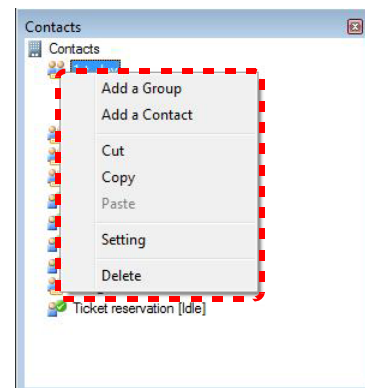 Contacts
Contacts
Add a Group
Add a Contact
Cut
Copy
Paste
Setting
Delete
Ticket reservation [Idle]